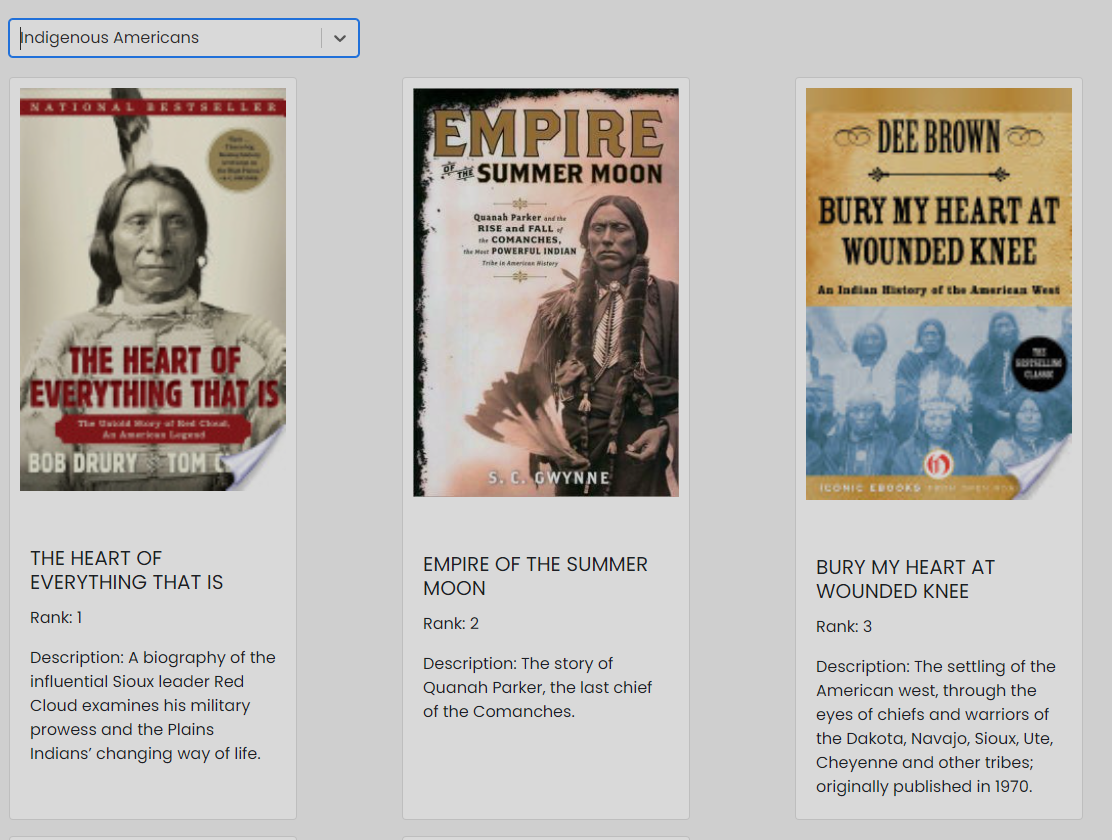 Indigenous Americans
NATIONAL BESTSELLER
THE HEART OF
EVERYTHING THAT IS
The Untold Story of Red Cloud,
An American Legend
BOB DRURY TOM C
EMPIRE
OF THE SUMMER MOON
Quanah Parker and the
RISE and FALL of
the COMANCHES,
the Most POWERFUL INDIAN
Tribe in American History
S. C. GWYNNE
DEE BROWN
BURY MY HEART AT
WOUNDED KNEE
An Indian History of the American West
THE
BESTSELLING
CLASSIC
ICONIC EBOOKS
THE HEART OF
EVERYTHING THAT IS
Rank: 1
Description: A biography of the
influential Sioux leader Red
Cloud examines his military
prowess and the Plains
Indians’ changing way of life.
EMPIRE OF THE SUMMER
MOON
Rank: 2
Description: The story of
Quanah Parker, the last chief
of the Comanches.
BURY MY HEART AT
WOUNDED KNEE
Rank: 3
Description: The settling of the
American west, through the
eyes of chiefs and warriors of
the Dakota, Navajo, Sioux, Ute,
Cheyenne and other tribes;
originally published in 1970.